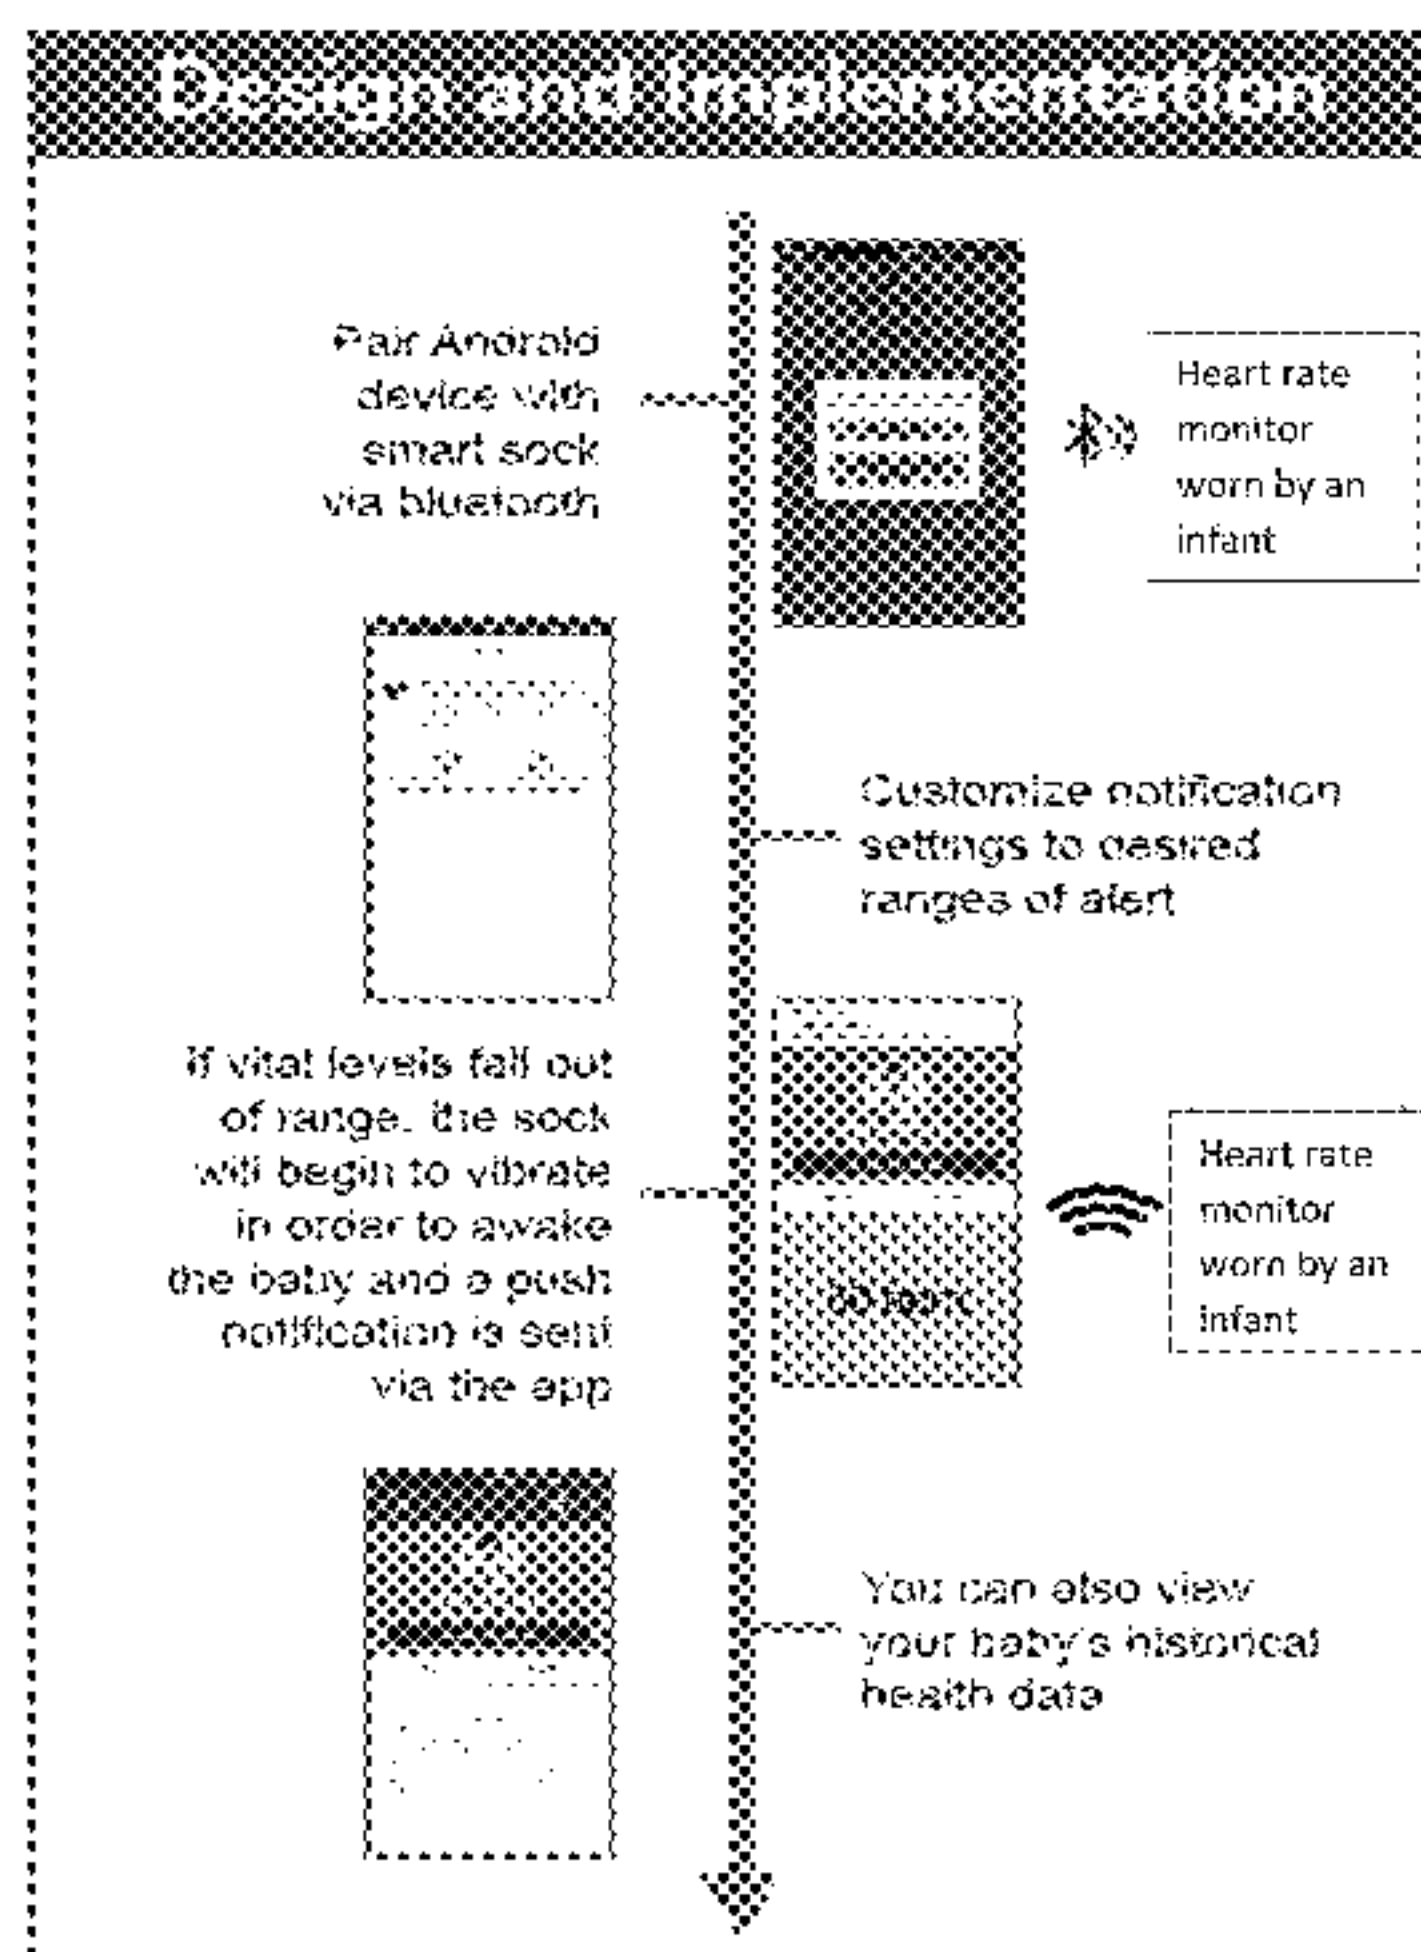 Design and Implementation
Pair Android
device with
smart sock
via bluetooth
Heart rate
monitor
worn by an
infant
Customize notification
settings to desired
ranges of alert
If vital levels fall out
of range, the sock
will begin to vibrate
in order to awake
the baby and a push
notification is sent
via the app
Heart rate
monitor
worn by an
infant
You can also view
your baby's historical
health data